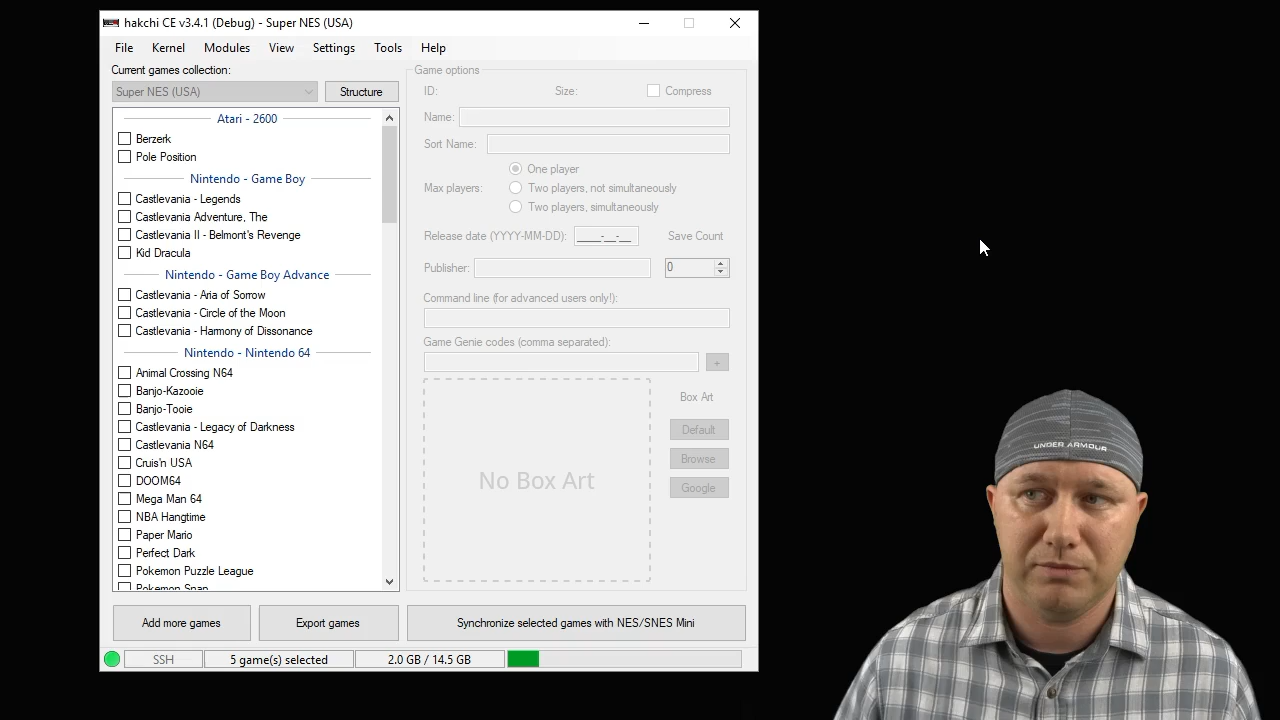 hakchi CE v3.4.1 (Debug) - Super NES (USA)
File Kernel Modules View Settings Tools Help
Current games collection:
Super NES (USA)
Structure
Atari - 2600
Berzerk
Pole Position
Nintendo - Game Boy
Castlevania - Legends
Castlevania Adventure, The
Castlevania II - Belmont's Revenge
Kid Dracula
Nintendo - Game Boy Advance
Castlevania - Aria of Sorrow
Castlevania - Circle of the Moon
Castlevania - Harmony of Dissonance
Nintendo - Nintendo 64
Animal Crossing N64
Banjo-Kazooie
Banjo-Tooie
Castlevania - Legacy of Darkness
Castlevania N64
Cruis'n USA
DOOM64
Mega Man 64
NBA Hangtime
Paper Mario
Perfect Dark
Pokemon Puzzle League
Pokemon Snap
Game options
ID: Size: Compress
Name:
Sort Name:
Max players:
One player
Two players, not simultaneously
Two players, simultaneously
Release date (YYYY-MM-DD): ____-__-__ Save Count
Publisher: 0
Command line (for advanced users only!):
Game Genie codes (comma separated):
+
No Box Art
Box Art
Default
Browse
Google
Add more games
Export games
Synchronize selected games with NES/SNES Mini
SSH
5 game(s) selected
2.0 GB / 14.5 GB
UNDER ARMOUR